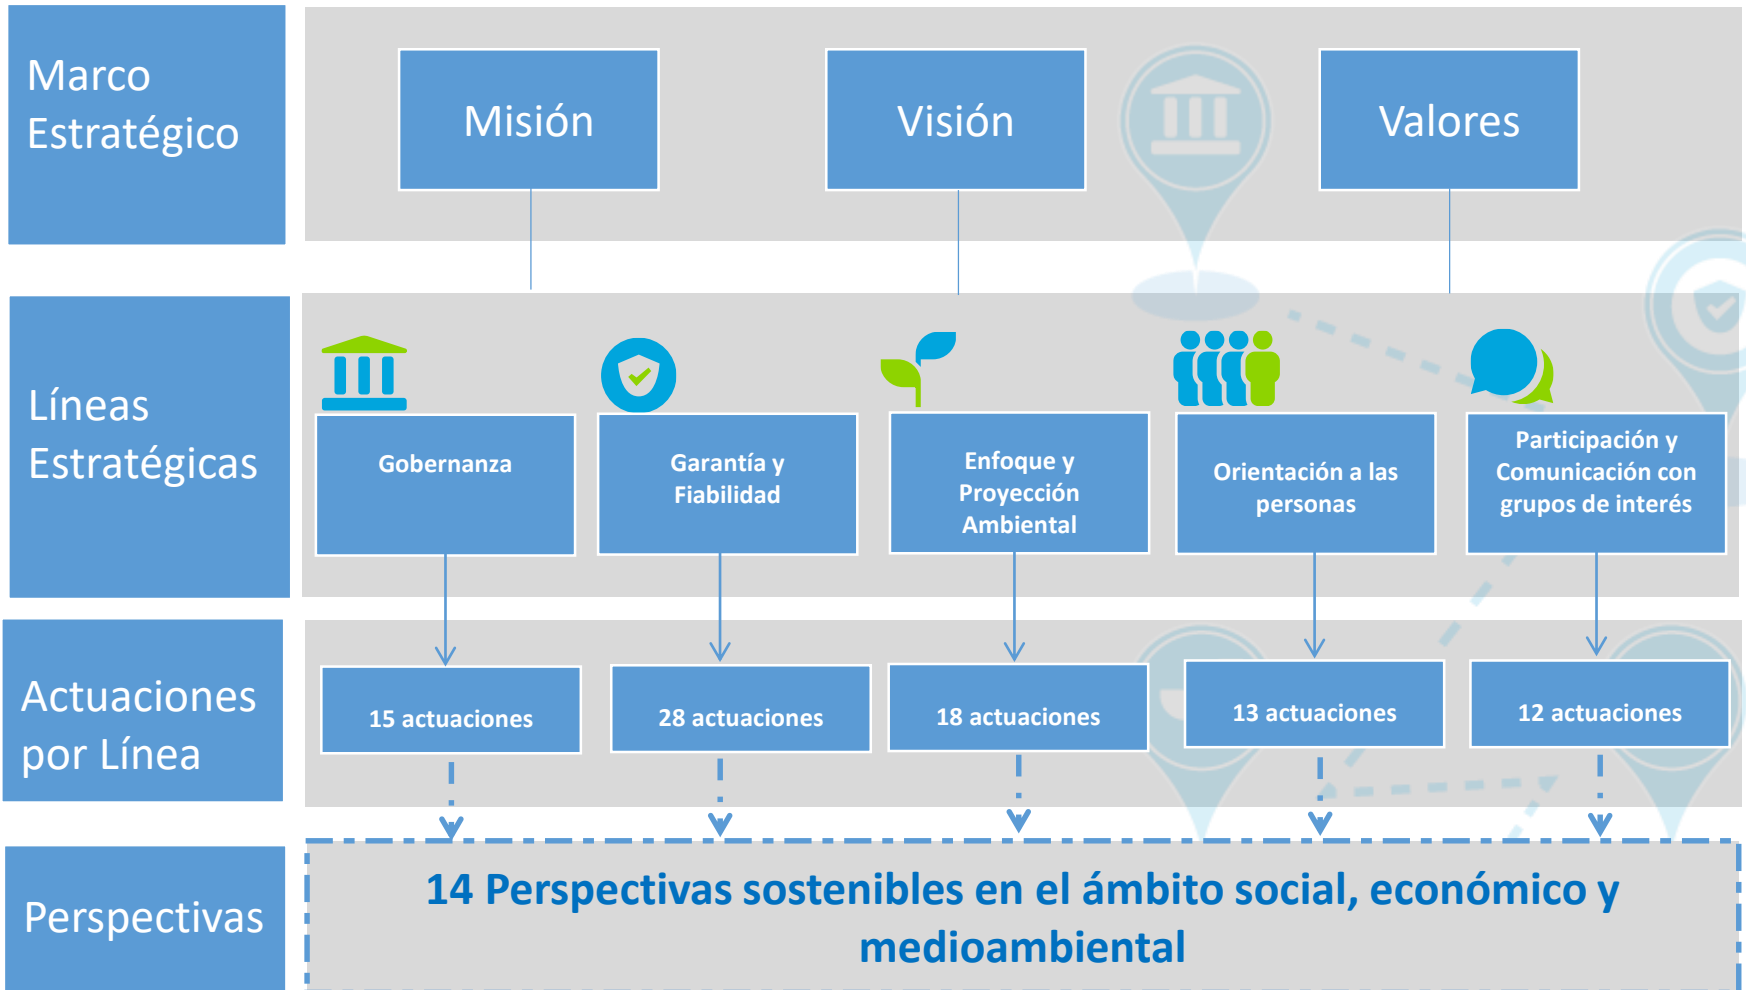 Marco
Estratégico
Misión
Visión
Valores
Líneas
Estratégicas
Gobernanza
Garantía y
Fiabilidad
Enfoque y
Proyección
Ambiental
Orientación a las
personas
Participación y
Comunicación con
grupos de interés
Actuaciones
por Línea
15 actuaciones
28 actuaciones
18 actuaciones
13 actuaciones
12 actuaciones
Perspectivas
14 Perspectivas sostenibles en el ámbito social, económico y
medioambiental